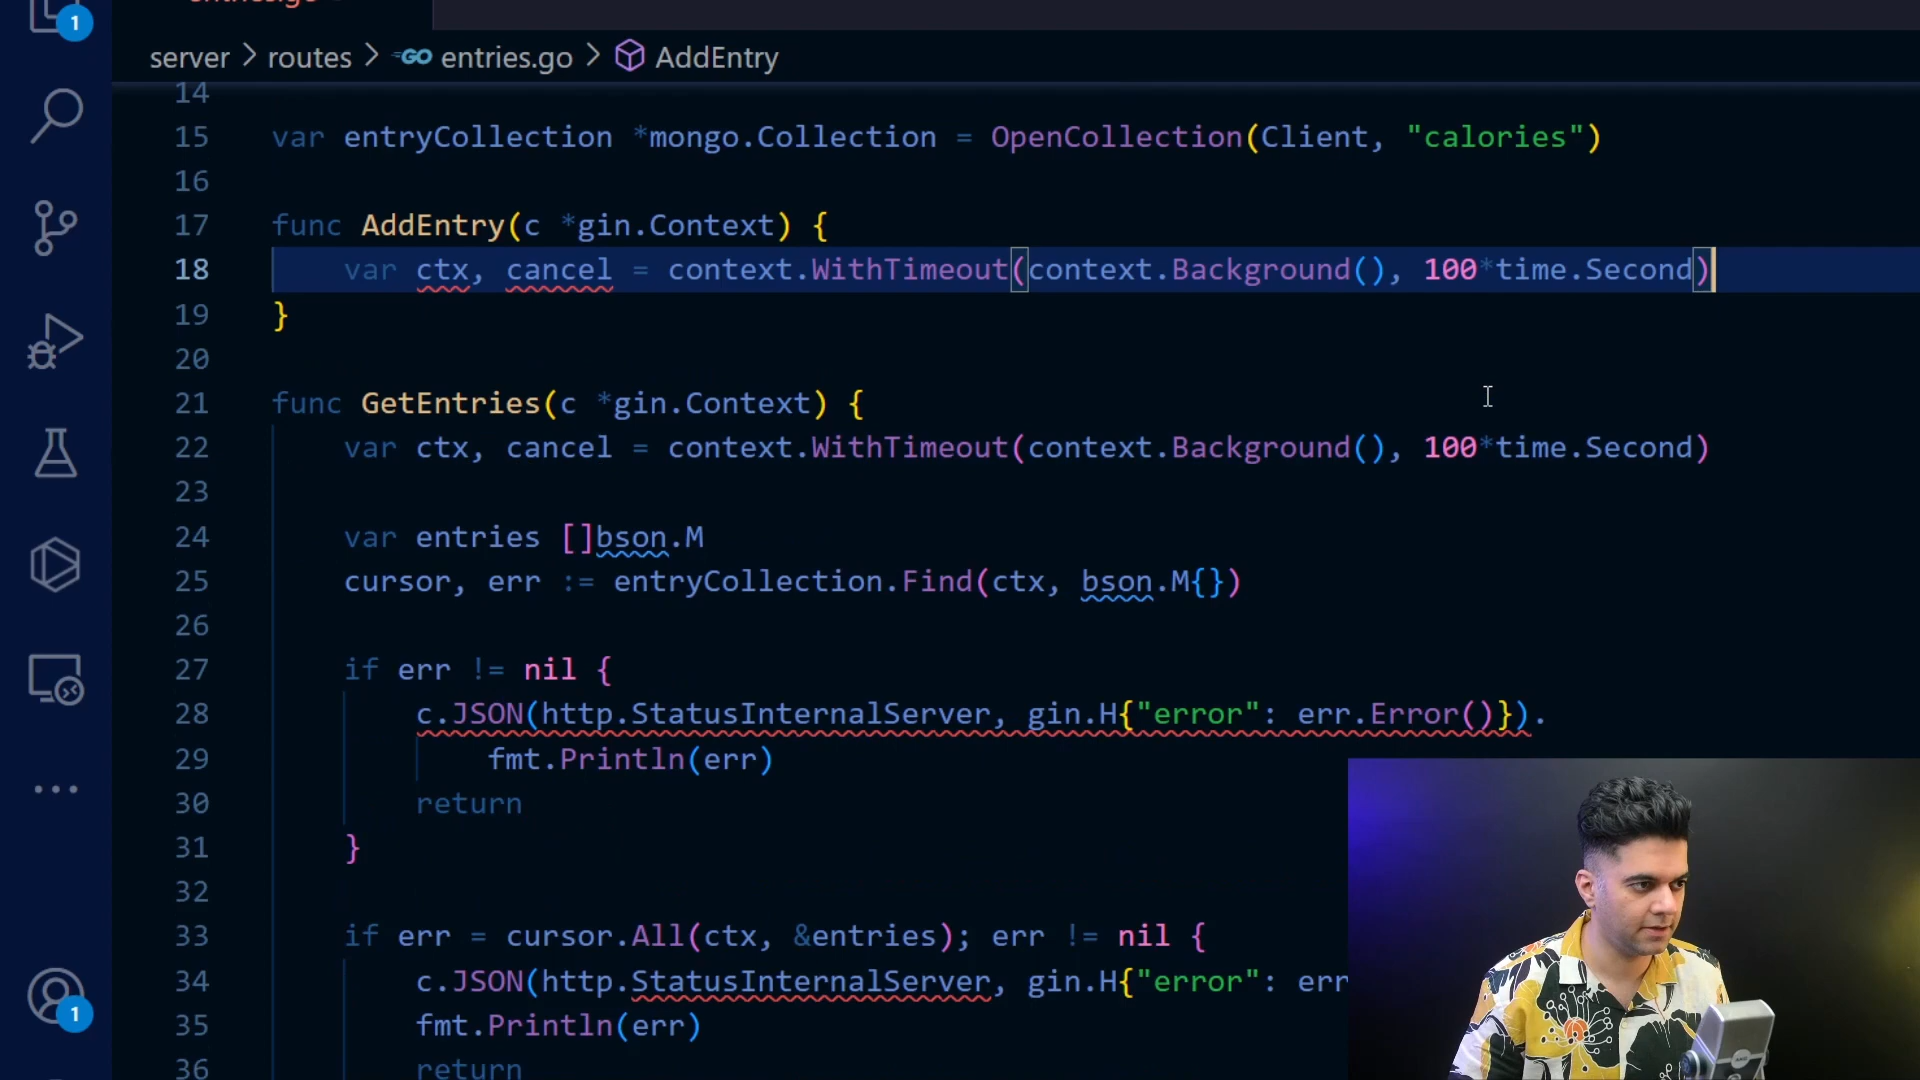 1
server > routes > GO entries.go > AddEntry
14
15 var entryCollection *mongo.Collection = OpenCollection(Client, "calories")
16
17 func AddEntry(c *gin.Context) {
18 var ctx, cancel = context.WithTimeout(context.Background(), 100*time.Second)
19 }
20
21 func GetEntries(c *gin.Context) {
22 var ctx, cancel = context.WithTimeout(context.Background(), 100*time.Second)
23
24 var entries []bson.M
25 cursor, err := entryCollection.Find(ctx, bson.M{})
26
27 if err != nil {
28 c.JSON(http.StatusInternalServer, gin.H{"error": err.Error()}).
29 fmt.Println(err)
30 return
31 }
32
33 if err = cursor.All(ctx, &entries); err != nil {
34 c.JSON(http.StatusInternalServer, gin.H{"error": err
35 fmt.Println(err)
36 return
1